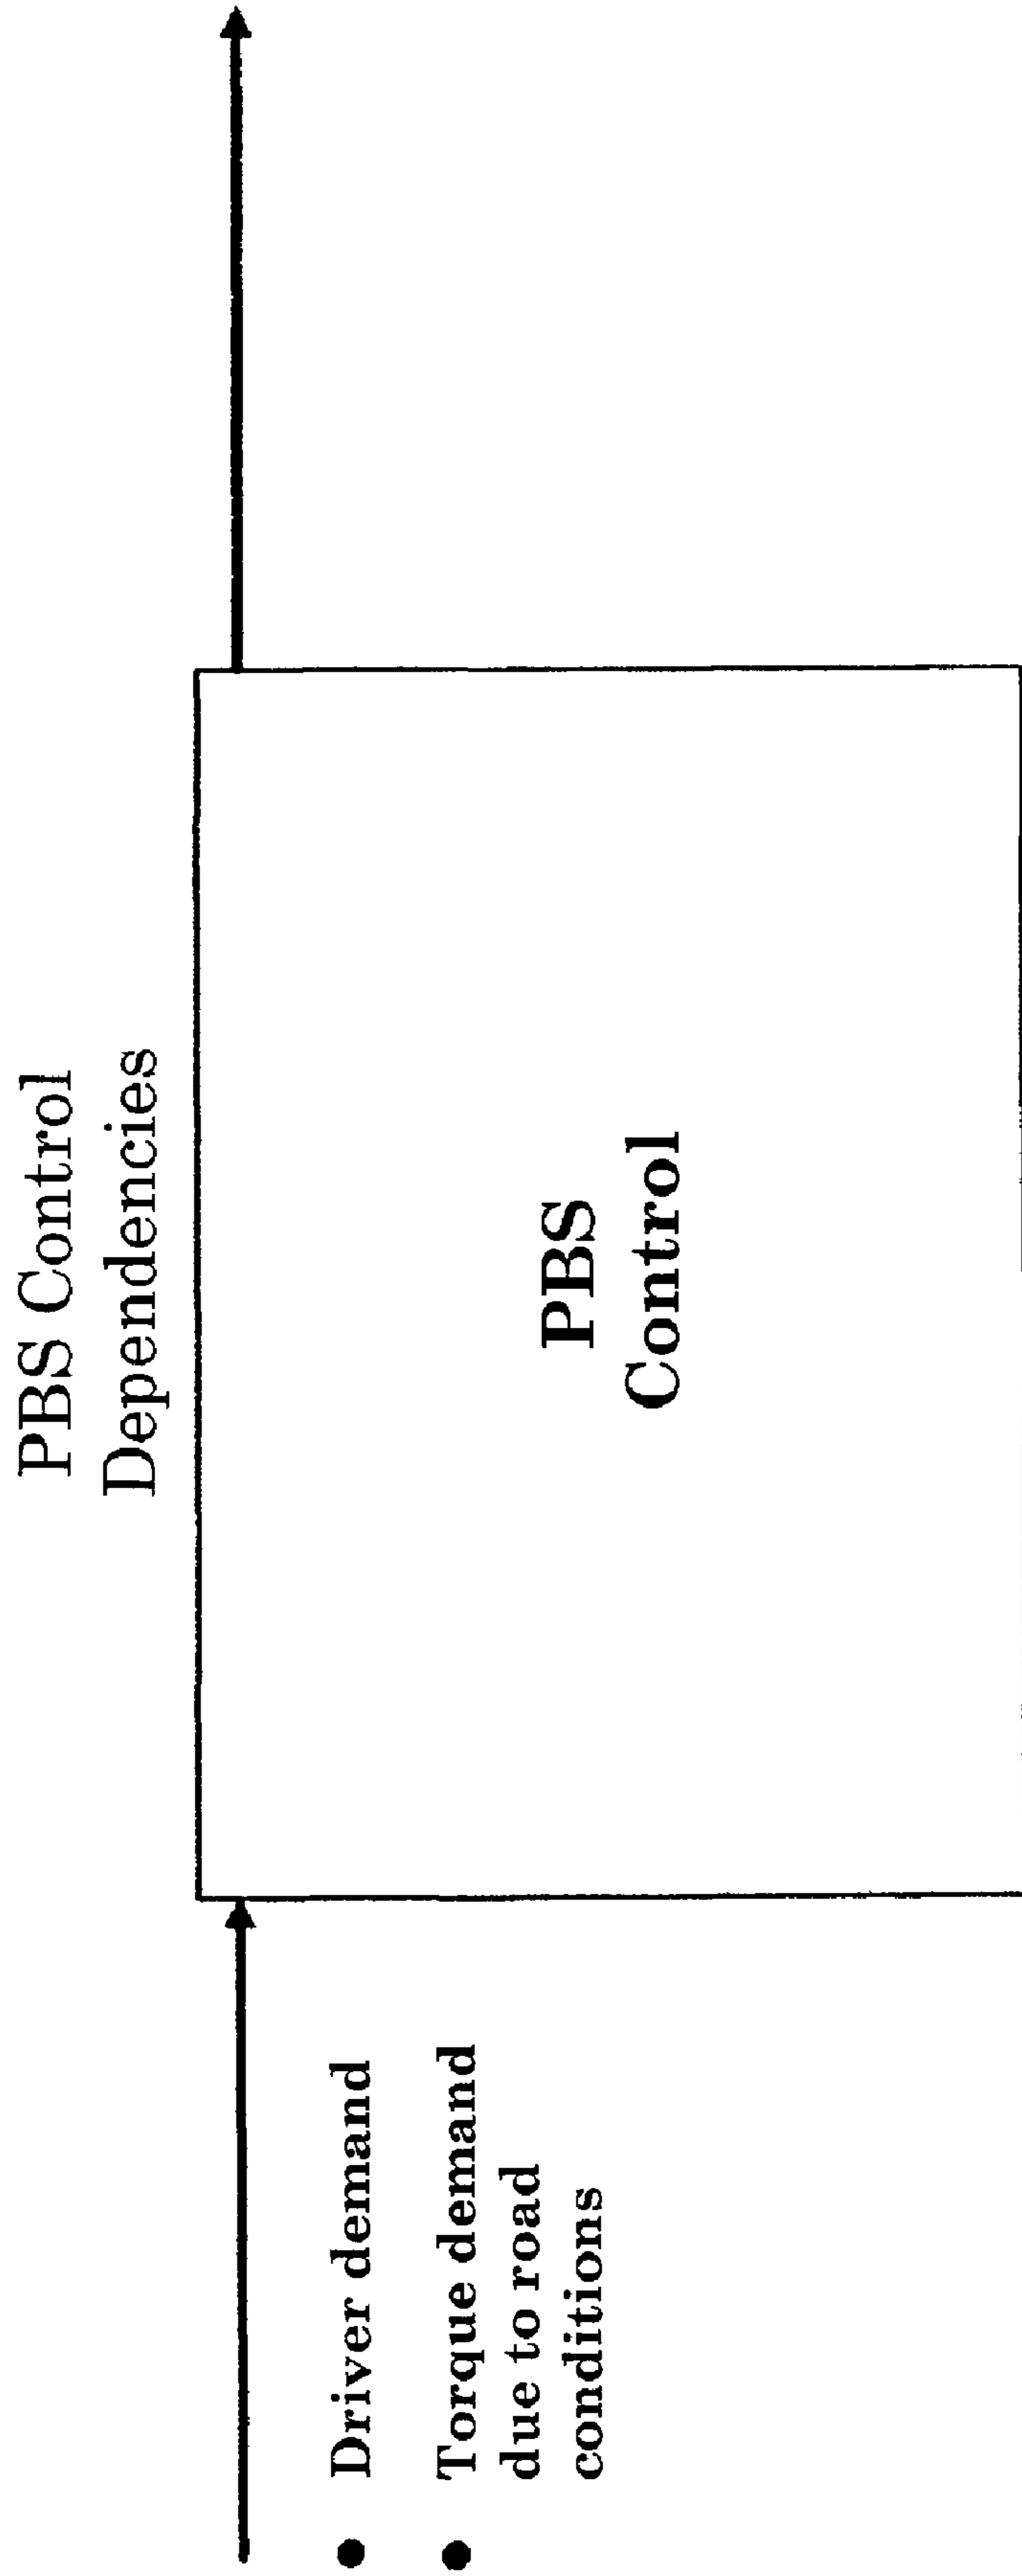 PBS Control
Dependencies
PBS
Control
● Driver demand
● Torque demand
due to road
conditions